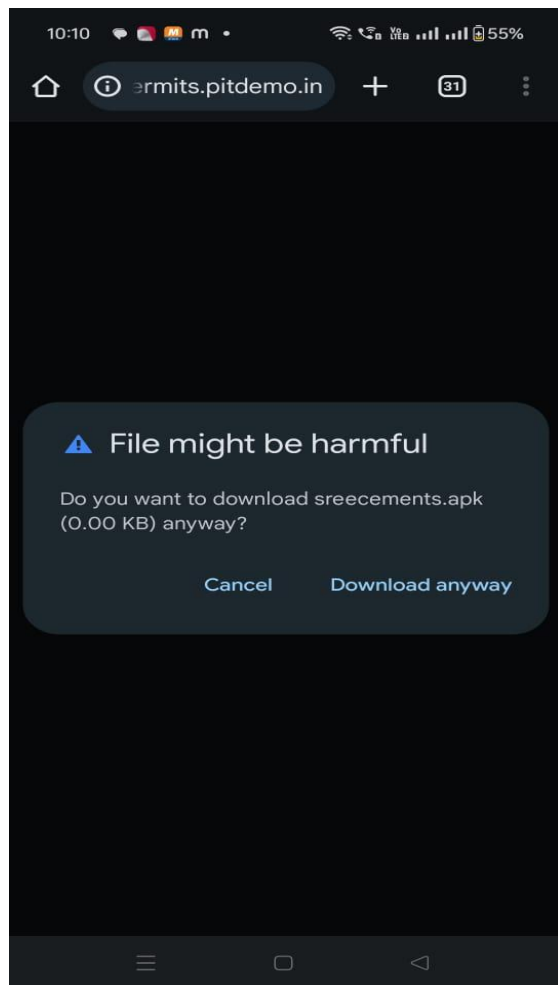 10:10 m 55%
ermits.pitdemo.in 31
File might be harmful
Do you want to download sreecements.apk
(0.00 KB) anyway?
Cancel Download anyway